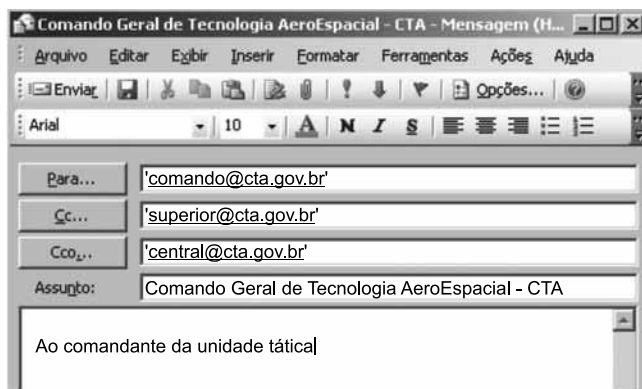 Comando Geral de Tecnologia AeroEspacial - CTA - Mensagem (H...
Arquivo Editar Exibir Inserir Formatar Ferramentas Ações Ajuda
Enviar Opções...
Arial 10 A N I S
Para... 'comando@cta.gov.br'
Cc... 'superior@cta.gov.br'
Cco... 'central@cta.gov.br'
Assunto: Comando Geral de Tecnologia AeroEspacial - CTA
Ao comandante da unidade tática